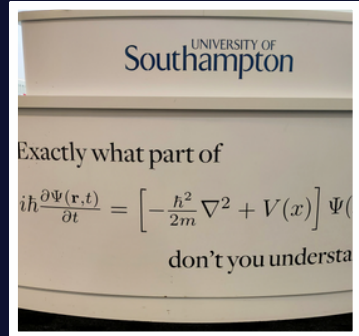 UNIVERSITY OF
Southampton
Exactly what part of
iħ ∂Ψ(r,t)/∂t = [−ħ²/2m ∇² + V(x)] Ψ(
don't you understa